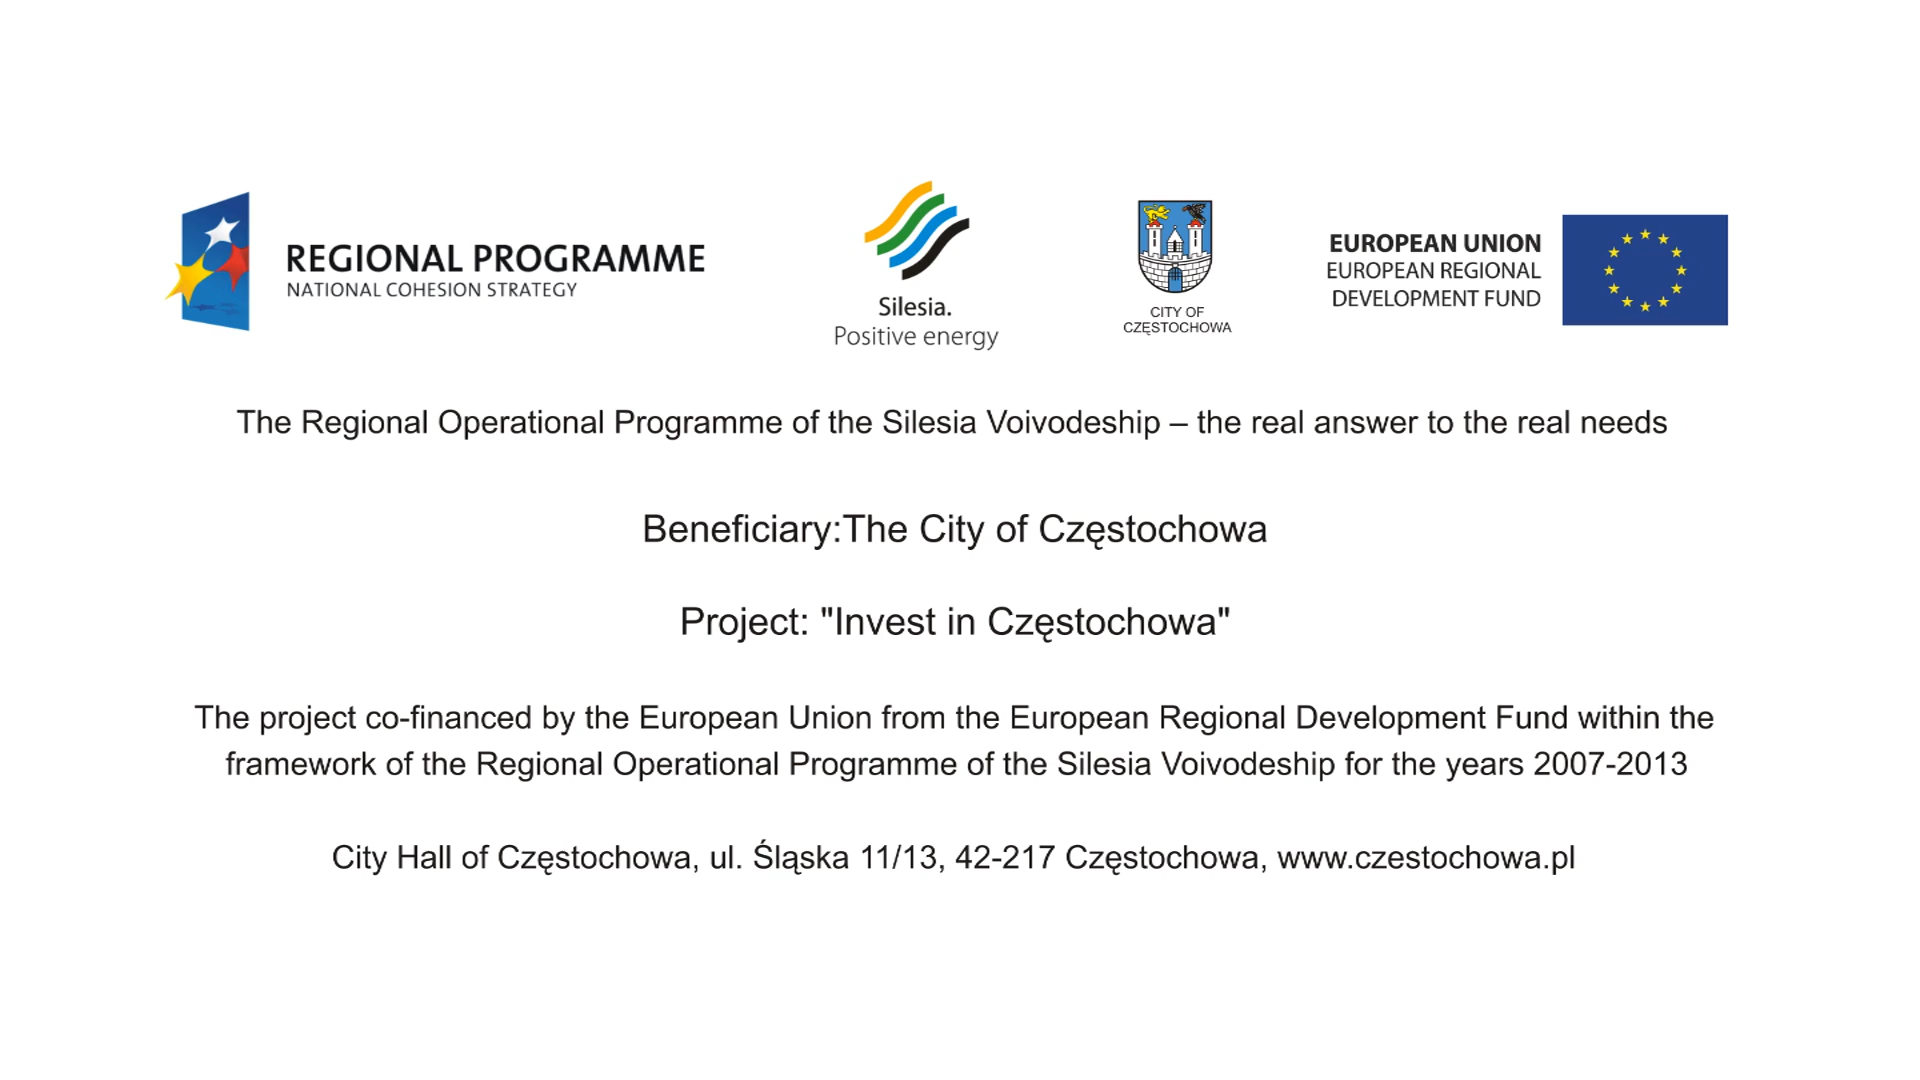 REGIONAL PROGRAMME
NATIONAL COHESION STRATEGY
Silesia.
Positive energy
CITY OF
CZĘSTOCHOWA
EUROPEAN UNION
EUROPEAN REGIONAL
DEVELOPMENT FUND
The Regional Operational Programme of the Silesia Voivodeship – the real answer to the real needs
Beneficiary:The City of Częstochowa
Project: "Invest in Częstochowa"
The project co-financed by the European Union from the European Regional Development Fund within the
framework of the Regional Operational Programme of the Silesia Voivodeship for the years 2007-2013
City Hall of Częstochowa, ul. Śląska 11/13, 42-217 Częstochowa, www.czestochowa.pl